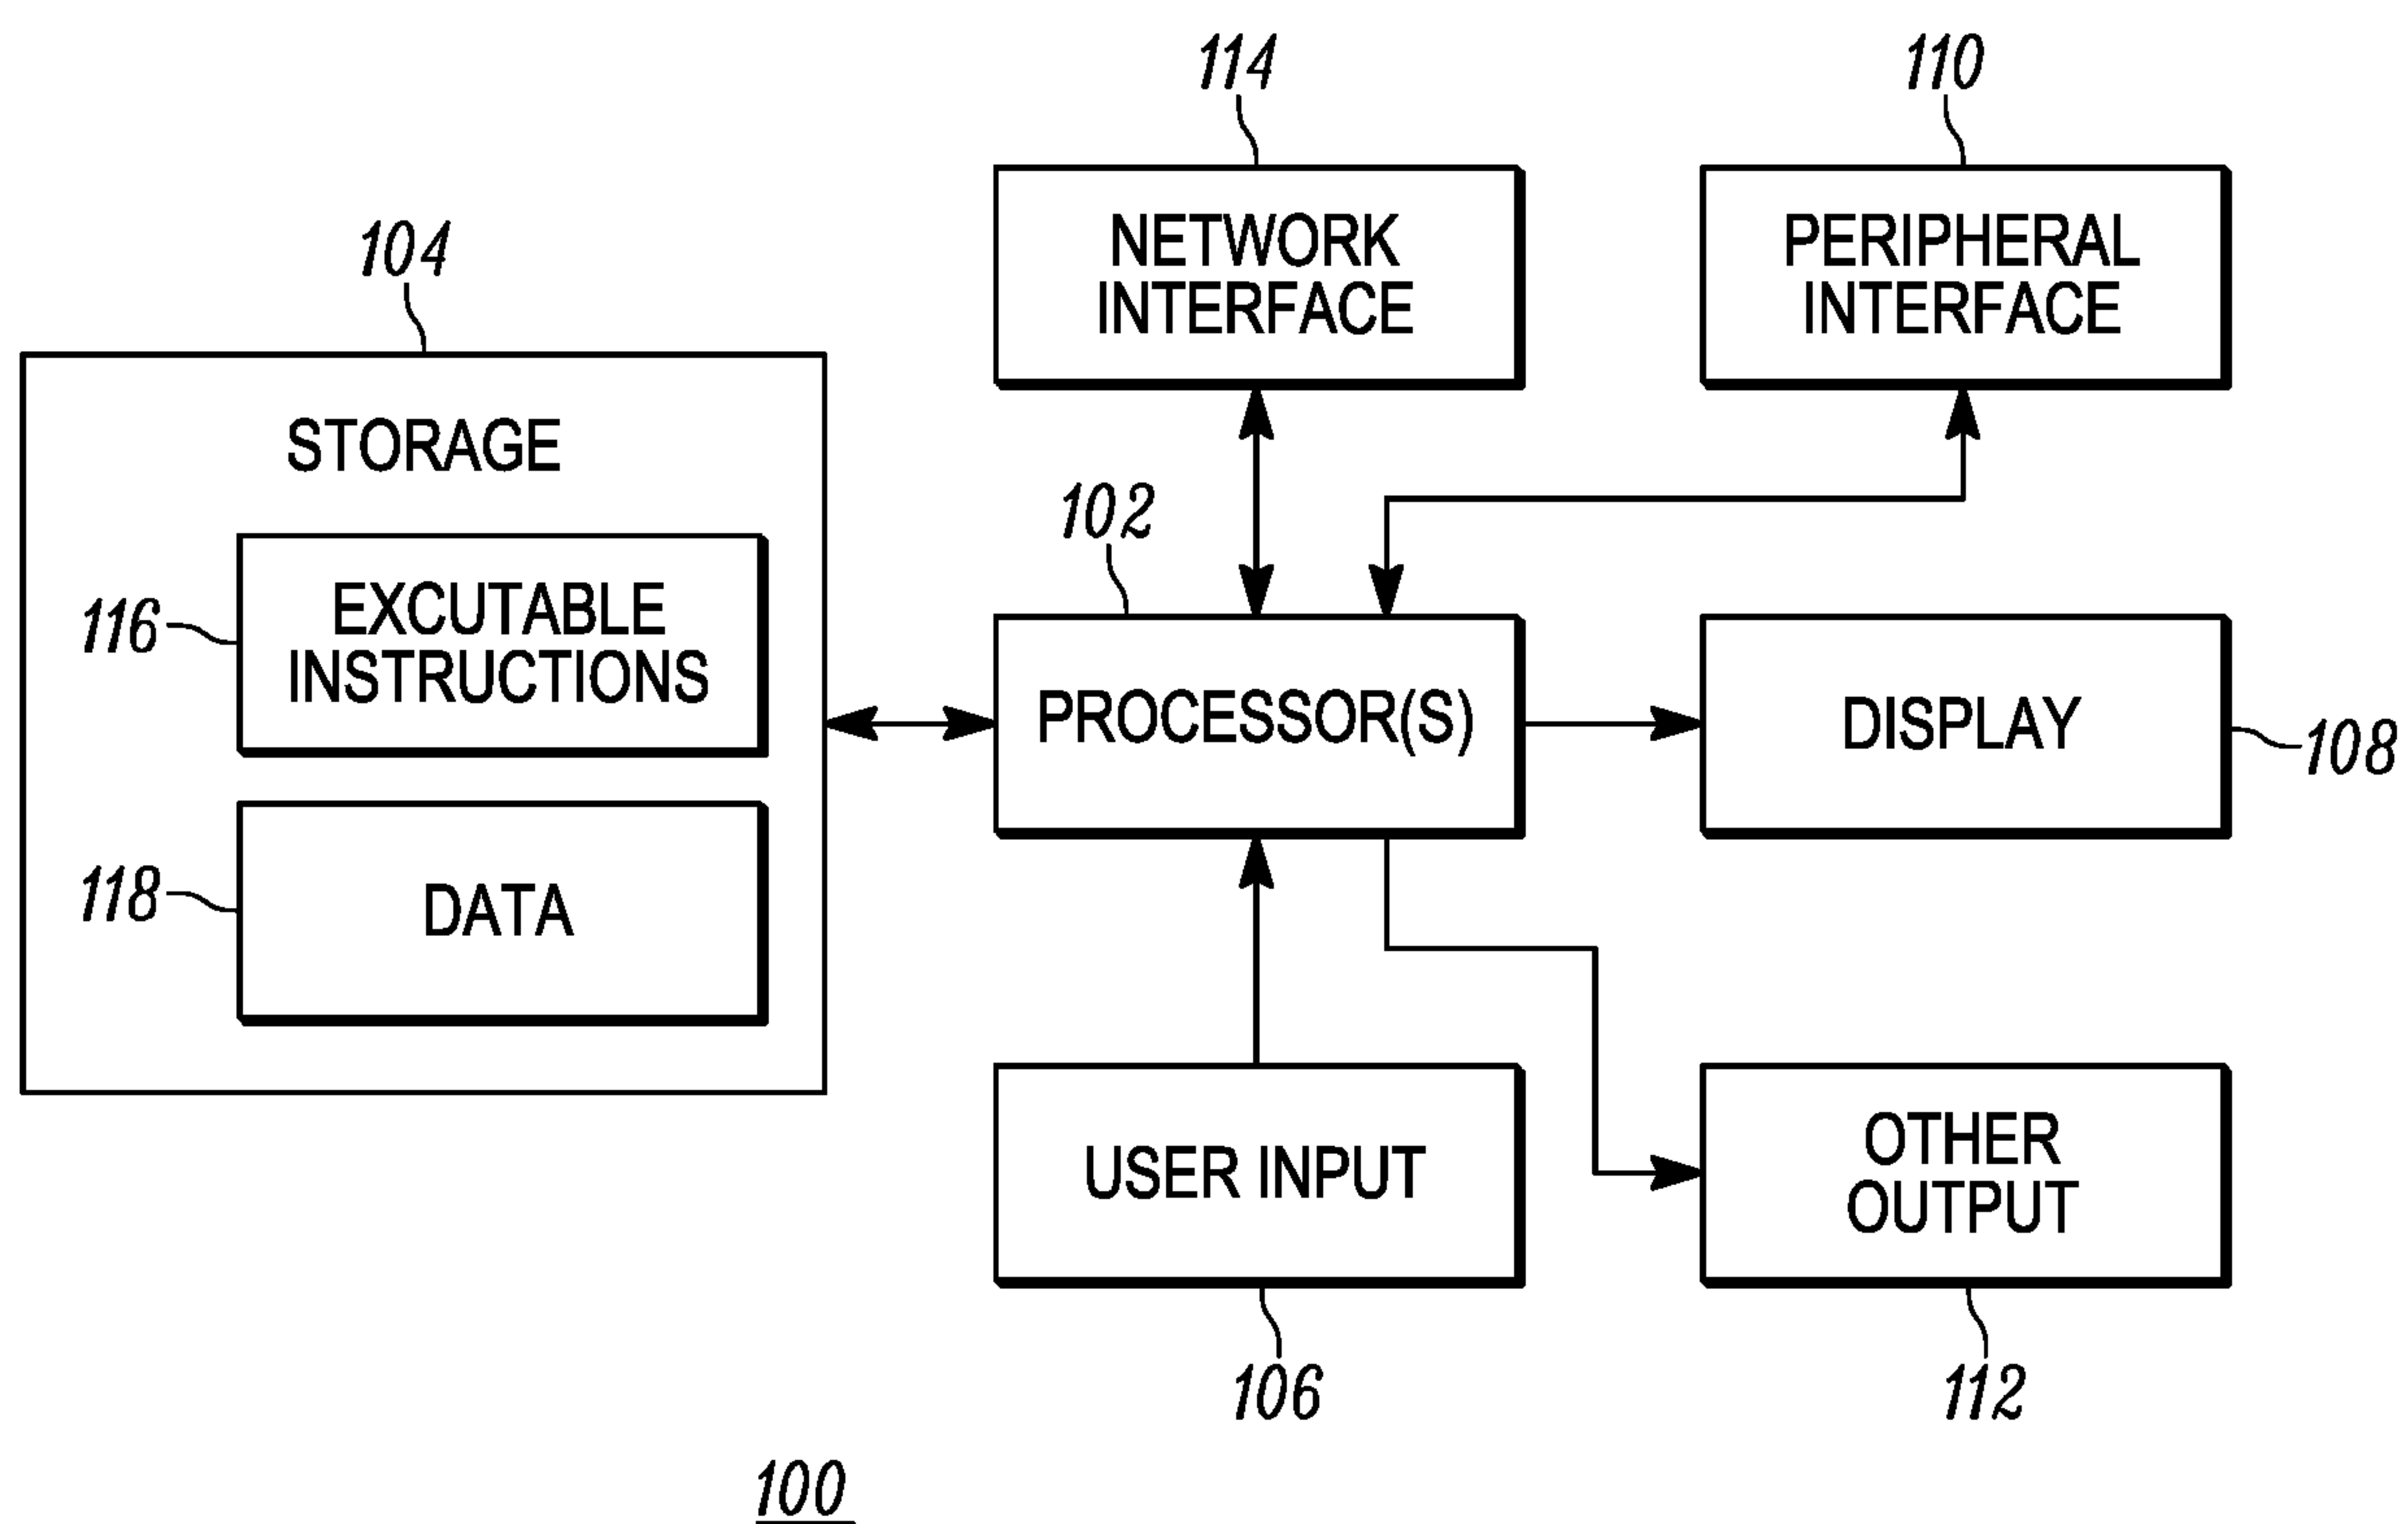 114
110
NETWORK
INTERFACE
PERIPHERAL
INTERFACE
104
STORAGE
102
116
EXCUTABLE
INSTRUCTIONS
PROCESSOR(S)
DISPLAY
108
118
DATA
USER INPUT
OTHER
OUTPUT
106
112
100